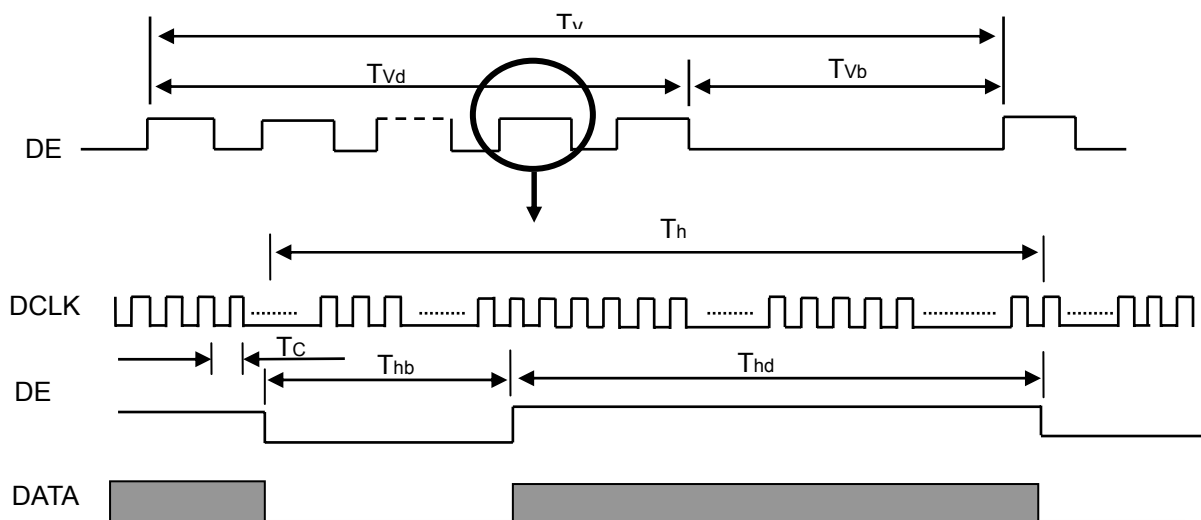 Tv
TVd
TVb
DE
Th
DCLK
TC
Thb
Thd
DE
DATA